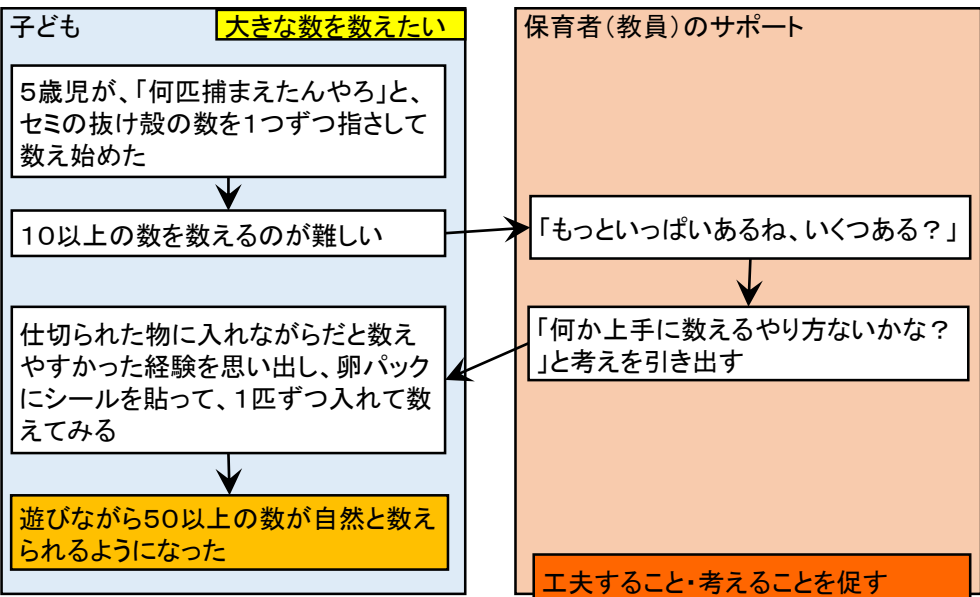 子ども
大きな数を数えたい
5歳児が、「何匹捕まえたんやろ」と、
セミの抜け殻の数を1つずつ指さして
数え始めた
10以上の数を数えるのが難しい
仕切られた物に入れながらだと数え
やすかった経験を思い出し、卵パック
にシールを貼って、1匹ずつ入れて数
えてみる
遊びながら50以上の数が自然と数え
られるようになった
保育者(教員)のサポート
「もっといっぱいあるね、いくつある?」
「何か上手に数えるやり方ないかな?
」と考えを引き出す
工夫すること・考えることを促す